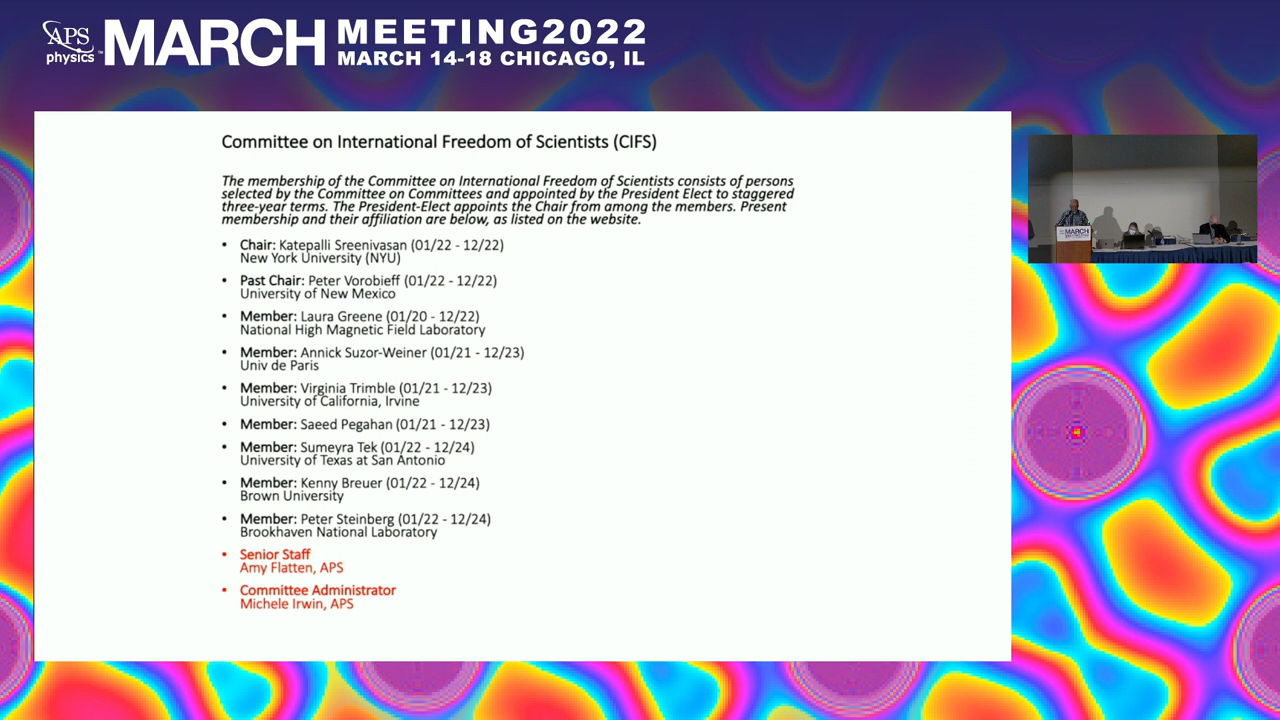 APS
physics
MARCH
MEETING2022
MARCH 14-18 CHICAGO, IL
Committee on International Freedom of Scientists (CIFS)
The membership of the Committee on International Freedom of Scientists consists of persons
selected by the Committee on Committees and appointed by the President Elect to staggered
three-year terms. The President-Elect appoints the Chair from among the members. Present
membership and their affiliation are below, as listed on the website.
• Chair: Katepalli Sreenivasan (01/22 - 12/22)
New York University (NYU)
• Past Chair: Peter Vorobieff (01/22 - 12/22)
University of New Mexico
• Member: Laura Greene (01/20 - 12/22)
National High Magnetic Field Laboratory
• Member: Annick Suzor-Weiner (01/21 - 12/23)
Univ de Paris
• Member: Virginia Trimble (01/21 - 12/23)
University of California, Irvine
• Member: Saeed Pegahan (01/21 - 12/23)
• Member: Sumeyra Tek (01/22 - 12/24)
University of Texas at San Antonio
• Member: Kenny Breuer (01/22 - 12/24)
Brown University
• Member: Peter Steinberg (01/22 - 12/24)
Brookhaven National Laboratory
• Senior Staff
Amy Flatten, APS
• Committee Administrator
Michele Irwin, APS
MARCH